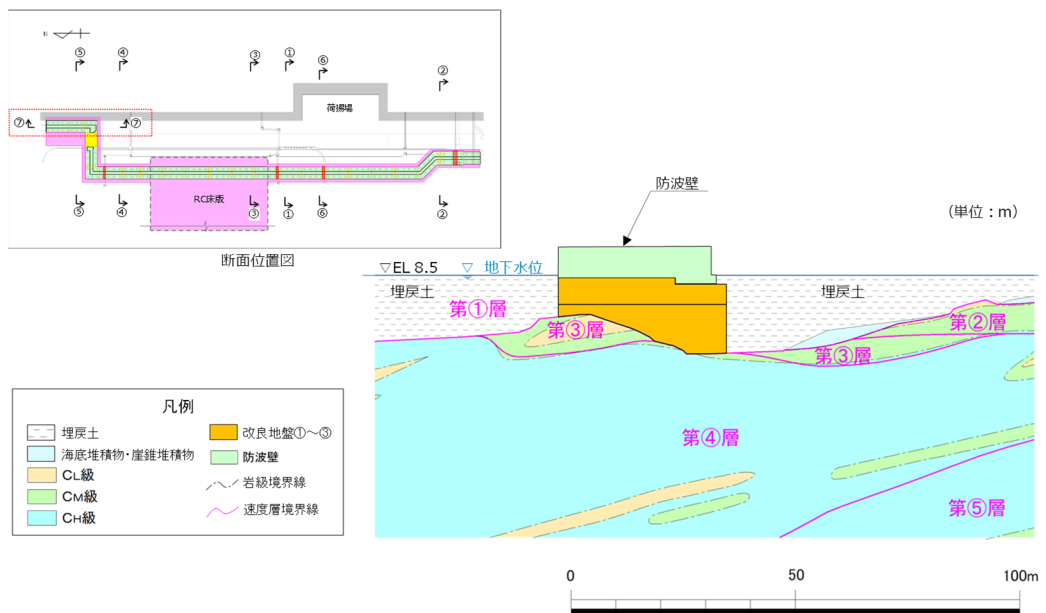 N
⑤
④
③
①
⑥
②
荷揚場
⑦
⑦
RC床版
⑤
④
③
①
⑥
②
断面位置図
防波壁
(単位:m)
▽EL 8.5
▽ 地下水位
埋戻土
埋戻土
第①層
第③層
第②層
第③層
第④層
第⑤層
凡例
埋戻土
海底堆積物・崖錐堆積物
CL級
CM級
CH級
改良地盤①~③
防波壁
岩級境界線
速度層境界線
0
50
100m